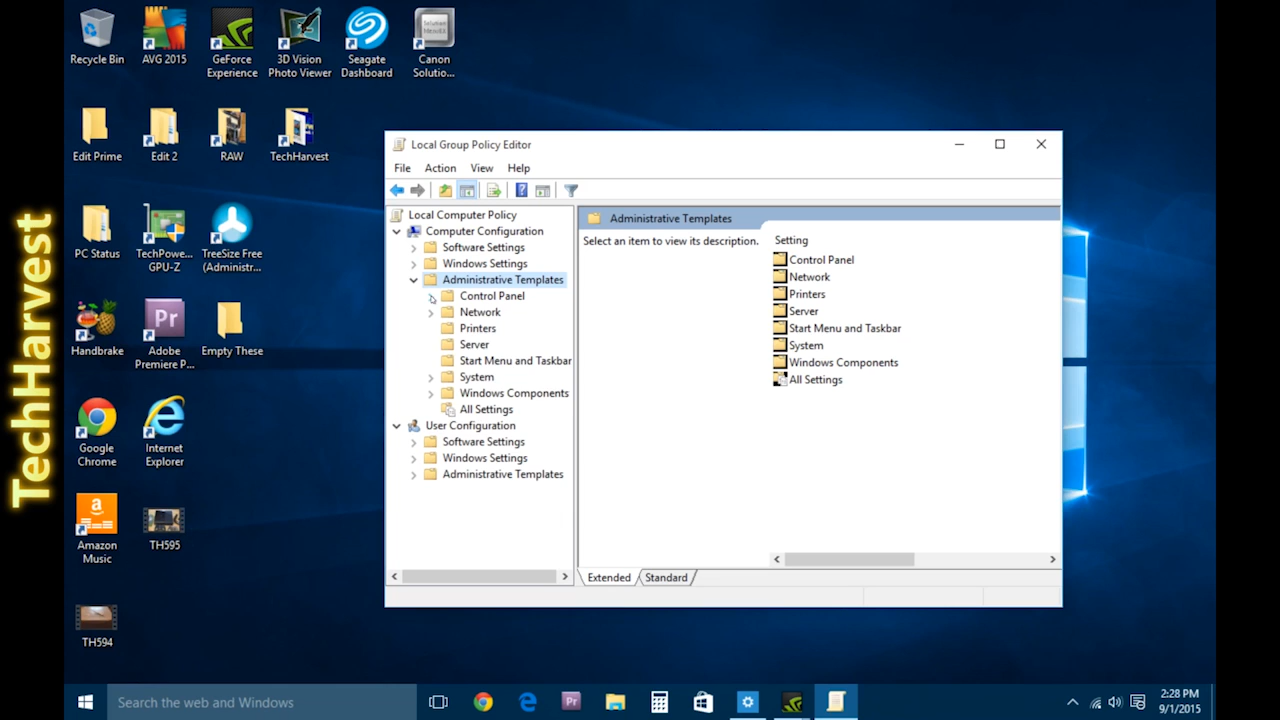 TechHarvest
Recycle Bin
AVG 2015
GeForce
Experience
3D Vision
Photo Viewer
Seagate
Dashboard
Solution
Menu EX
Canon
Solutio...
Edit Prime
Edit 2
RAW
TechHarvest
PC Status
TechPowe...
GPU-Z
TreeSize Free
(Administr...
Handbrake
Pr
Adobe
Premiere P...
Empty These
Google
Chrome
Internet
Explorer
a
Amazon
Music
TH595
TH594
Local Group Policy Editor
File Action View Help
Local Computer Policy
Computer Configuration
Software Settings
Windows Settings
Administrative Templates
Control Panel
Network
Printers
Server
Start Menu and Taskbar
System
Windows Components
All Settings
User Configuration
Software Settings
Windows Settings
Administrative Templates
Administrative Templates
Select an item to view its description.
Setting
Control Panel
Network
Printers
Server
Start Menu and Taskbar
System
Windows Components
All Settings
Extended Standard
Search the web and Windows
Pr
2:28 PM
9/1/2015